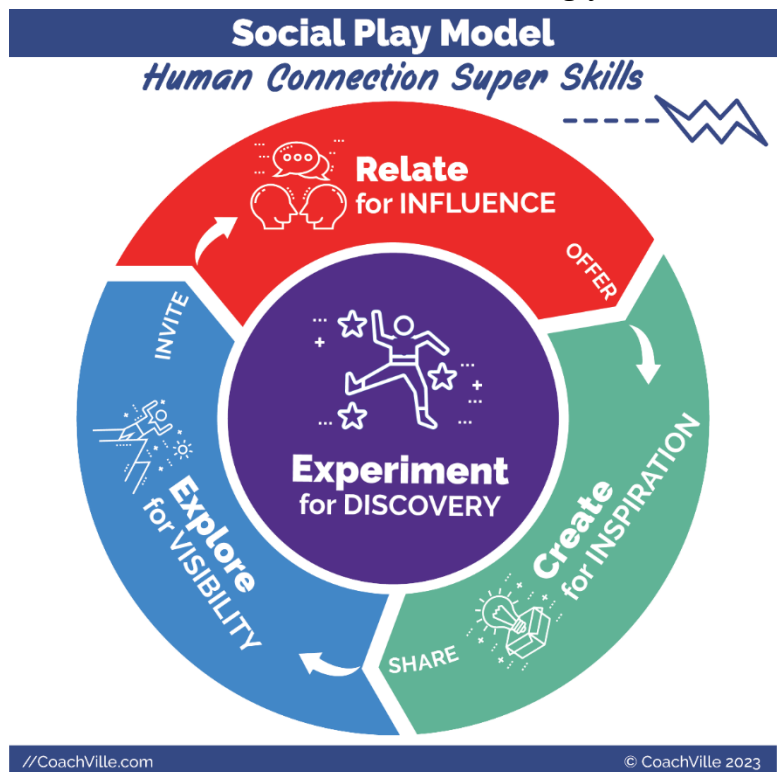 Social Play Model
Human Connection Super Skills
Relate
for INFLUENCE
OFFER
Create
for INSPIRATION
SHARE
Explore
for VISIBILITY
INVITE
Experiment
for DISCOVERY
//CoachVille.com
© CoachVille 2023